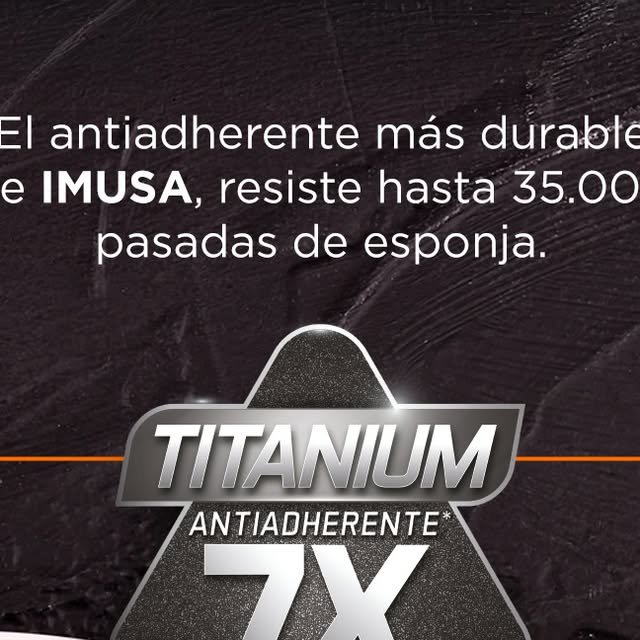 El antiadherente más durable
e IMUSA, resiste hasta 35.00
pasadas de esponja.
TITANIUM
ANTIADHERENTE*
7X